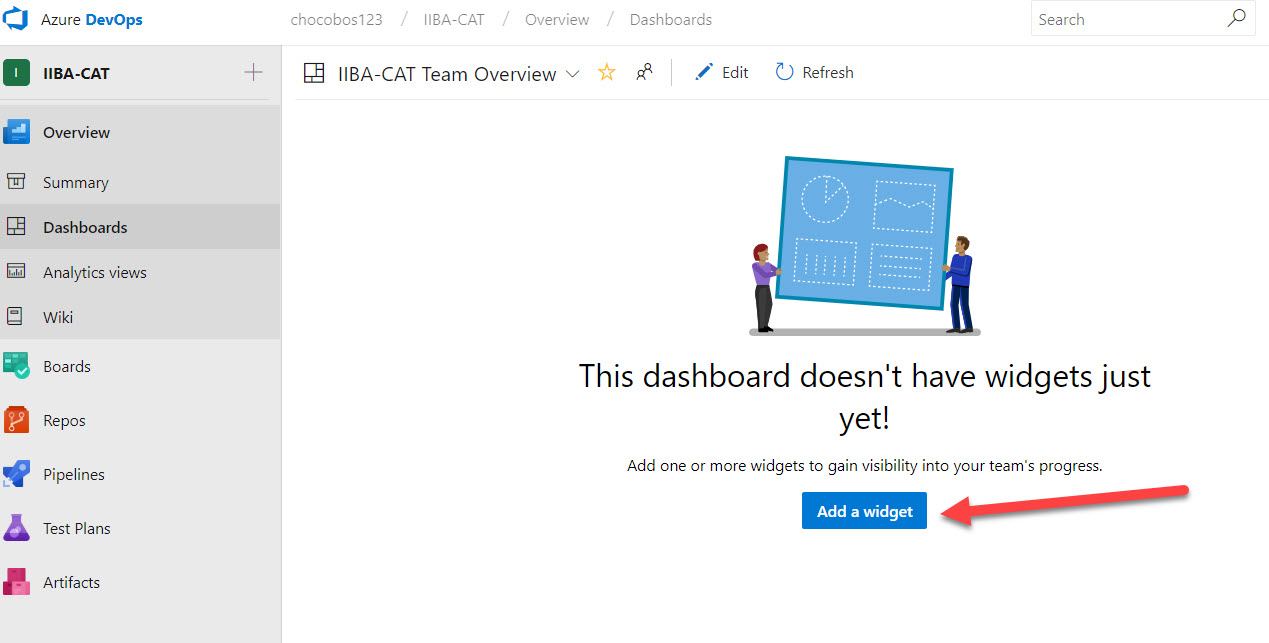 Azure DevOps chocobos123 / IIBA-CAT / Overview / Dashboards Search
I IIBA-CAT
IIBA-CAT Team Overview Edit Refresh
Overview
Summary
Dashboards
Analytics views
Wiki
Boards
Repos
Pipelines
Test Plans
Artifacts
This dashboard doesn't have widgets just
yet!
Add one or more widgets to gain visibility into your team's progress.
Add a widget